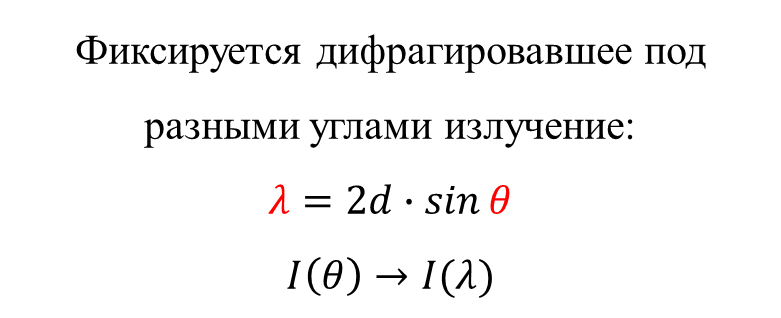 Фиксируется дифрагировавшее под
разными углами излучение:
λ = 2d · sin θ
I(θ) → I(λ)